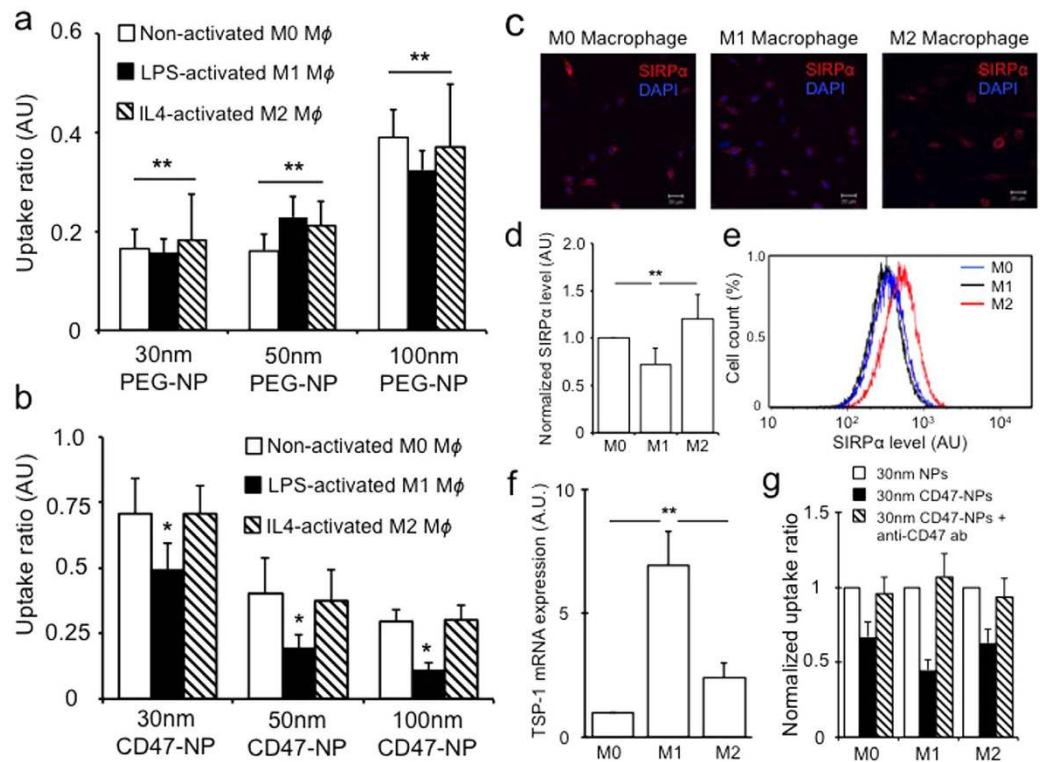 a
0.6
0.4
0.2
0
Uptake ratio (AU)
Non-activated M0 Mϕ
LPS-activated M1 Mϕ
IL4-activated M2 Mϕ
**
**
**
30nm
PEG-NP
50nm
PEG-NP
100nm
PEG-NP
b
1.0
0.75
0.5
0.25
0
Uptake ratio (AU)
Non-activated M0 Mϕ
LPS-activated M1 Mϕ
IL4-activated M2 Mϕ
*
*
*
30nm
CD47-NP
50nm
CD47-NP
100nm
CD47-NP
c
M0 Macrophage
M1 Macrophage
M2 Macrophage
SIRPα
DAPI
20 μm
SIRPα
DAPI
20 μm
SIRPα
DAPI
20 μm
d
2.0
1.5
1.0
0.5
0
Normalized SIRPα level (AU)
**
M0
M1
M2
e
1.0
0.5
0
Cell count (%)
M0
M1
M2
10
10²
10³
10⁴
SIRPα level (AU)
f
10
5
0
TSP-1 mRNA expression (A.U.)
**
M0
M1
M2
g
30nm NPs
30nm CD47-NPs
30nm CD47-NPs +
anti-CD47 ab
1.5
1
0.5
0
Normalized uptake ratio
M0
M1
M2